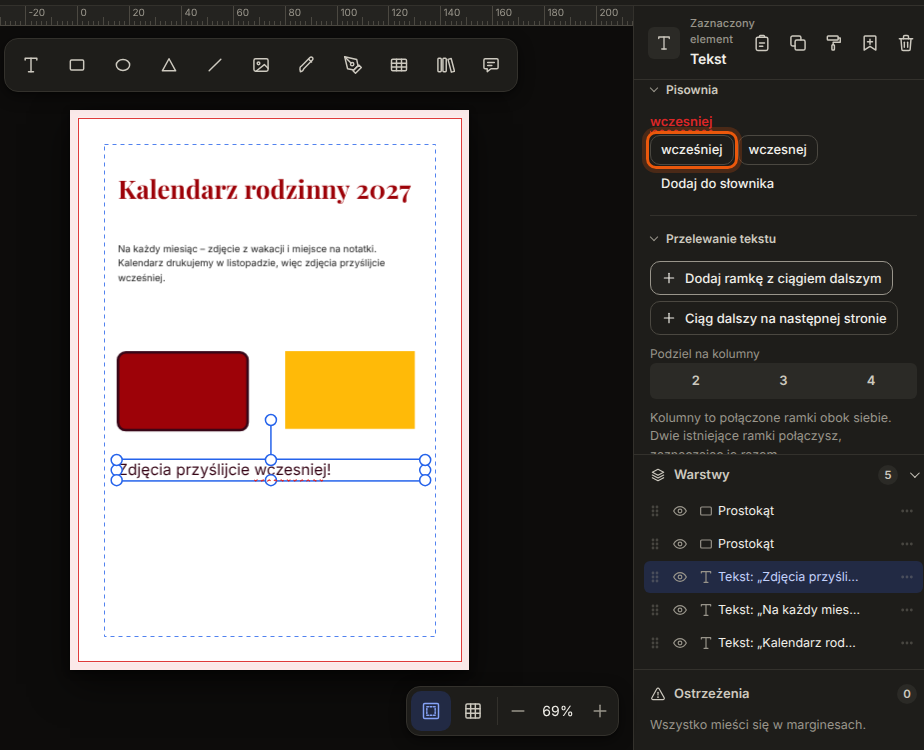 -20 0 20 40 60 80 100 120 140 160 180 200
Zaznaczony
element
Tekst
Pisownia
wczesniej
wcześniej wczesnej
Dodaj do słownika
Przelewanie tekstu
Dodaj ramkę z ciągiem dalszym
Ciąg dalszy na następnej stronie
Podziel na kolumny
2 3 4
Kolumny to połączone ramki obok siebie.
Dwie istniejące ramki połączysz,
Warstwy 5
Prostokąt
Prostokąt
Tekst: „Zdjęcia przyśli...
Tekst: „Na każdy mies...
Tekst: „Kalendarz rod...
Ostrzeżenia 0
Wszystko mieści się w marginesach.
Kalendarz rodzinny 2027
Na każdy miesiąc – zdjęcie z wakacji i miejsce na notatki.
Kalendarz drukujemy w listopadzie, więc zdjęcia przyślijcie
wcześniej.
Zdjęcia przyślijcie wczesniej!
69%